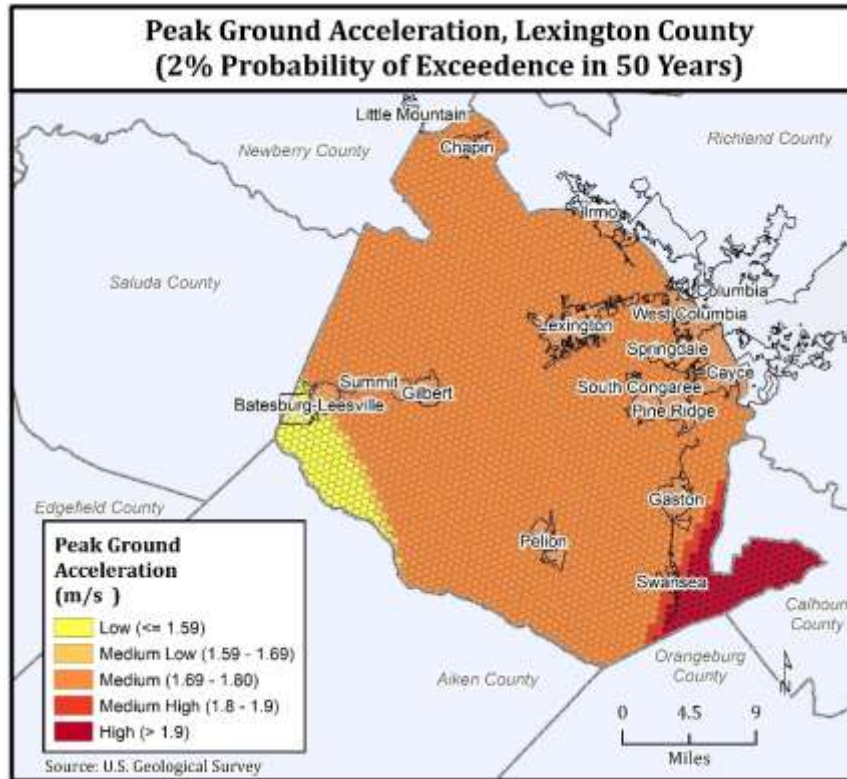 Peak Ground Acceleration, Lexington County
(2% Probability of Exceedence in 50 Years)
Little Mountain
Chapin
Newberry County
Richland County
Irmo
Saluda County
Columbia
West Columbia
Lexington
Springdale
Cayce
Summit
South Congaree
Gilbert
Batesburg-Leesville
Pine Ridge
Edgefield County
Gaston
Pelion
Swansea
Calhoun
County
Orangeburg
County
Aiken County
N
Peak Ground
Acceleration
(m/s )
Low (<= 1.59)
Medium Low (1.59 - 1.69)
Medium (1.69 - 1.80)
Medium High (1.8 - 1.9)
High (> 1.9)
0 4.5 9
Miles
Source: U.S. Geological Survey